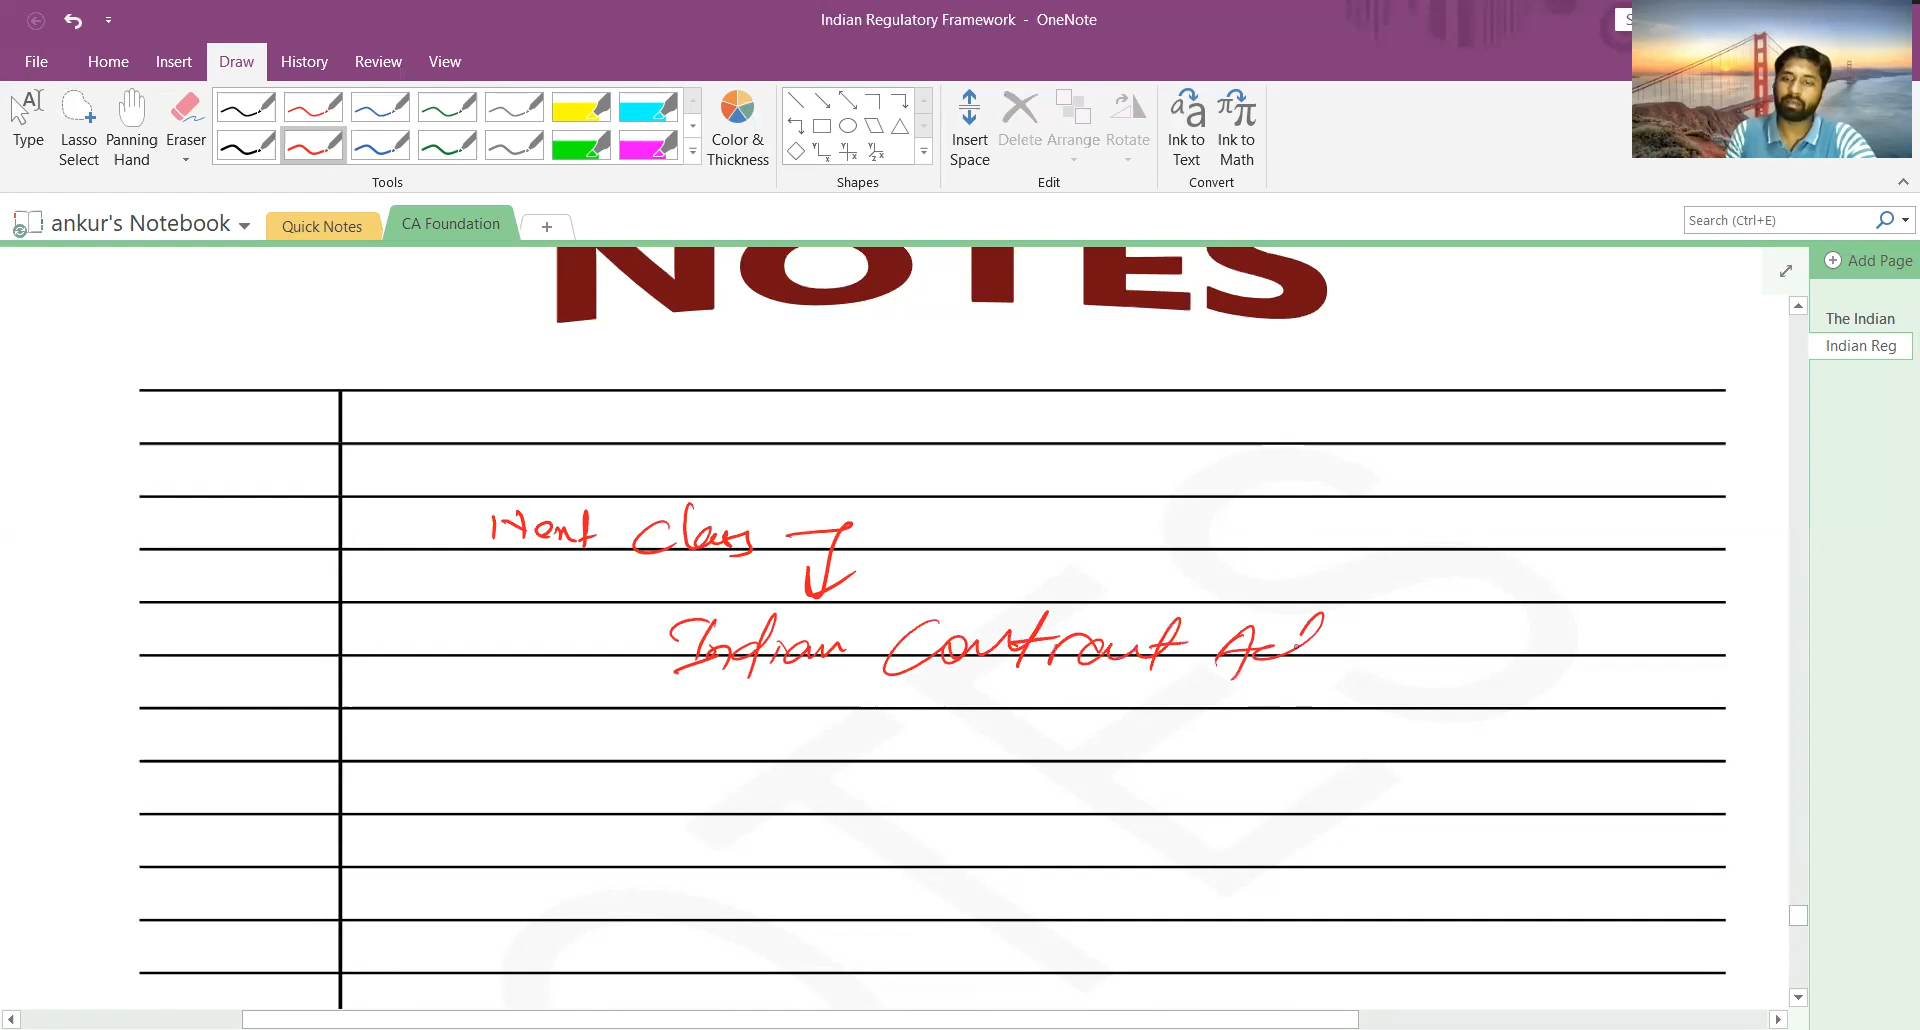 Indian Regulatory Framework - OneNote
File Home Insert Draw History Review View
Type
Lasso Select
Panning Hand
Eraser
Color & Thickness
Insert Space
Delete
Arrange
Rotate
Ink to Text
Ink to Math
Tools
Shapes
Edit
Convert
ankur's Notebook
Quick Notes
CA Foundation
Search (Ctrl+E)
NOTES
Add Page
The Indian
Indian Reg
Next Class
Indian Contract Act